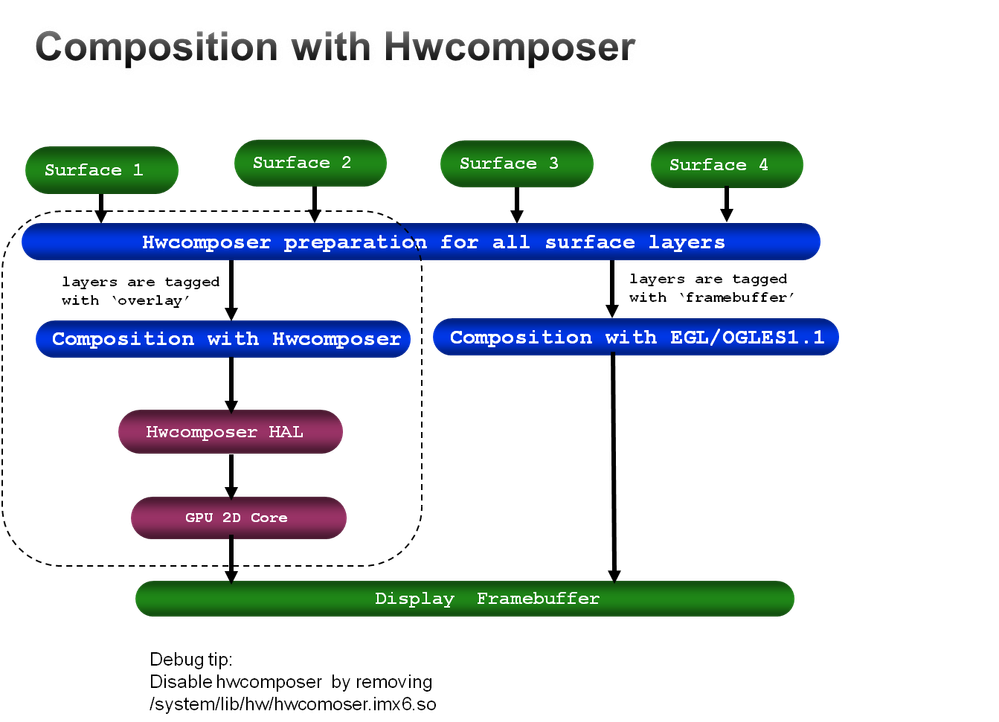 Composition with Hwcomposer
Surface 1
Surface 2
Surface 3
Surface 4
Hwcomposer preparation for all surface layers
layers are tagged
with ‵overlay′
layers are tagged
with ‵framebuffer′
Composition with Hwcomposer
Composition with EGL/OGLES1.1
Hwcomposer HAL
GPU 2D Core
Display Framebuffer
Debug tip:
Disable hwcomposer by removing
/system/lib/hw/hwcomoser.imx6.so